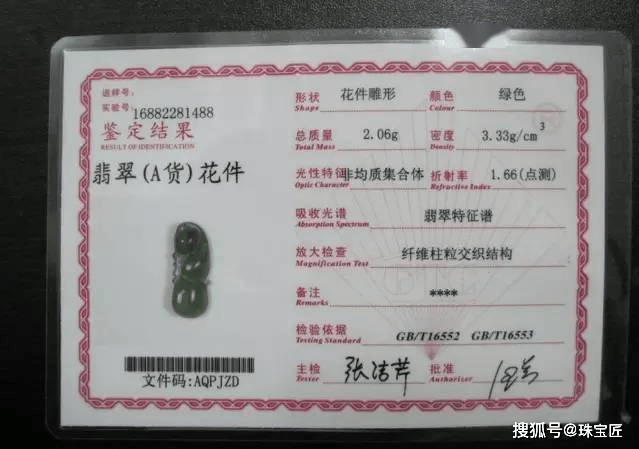 送样号:
实验号: 16882281488
鉴定结果
RESULT OF IDENTIFICATION
翡翠(A货)花件
文件码:AQPJZD
形状 花件雕形 颜色 绿色
Shape Colour
总质量 2.06g 密度 3.33g/cm3
Total Mass Density
光性特征 非均质集合体 折射率 1.66(点测)
Optic Character Refractive Index
吸收光谱 翡翠特征谱
Absorption Spectrum
放大检查 纤维柱粒交织结构
Magnification Test
备注 ****
Remarks
检验依据 GB/T16552 GB/T16553
Testing Standard
主检 张洁芹 批准
Tester Authorizer
搜狐号@珠宝匠